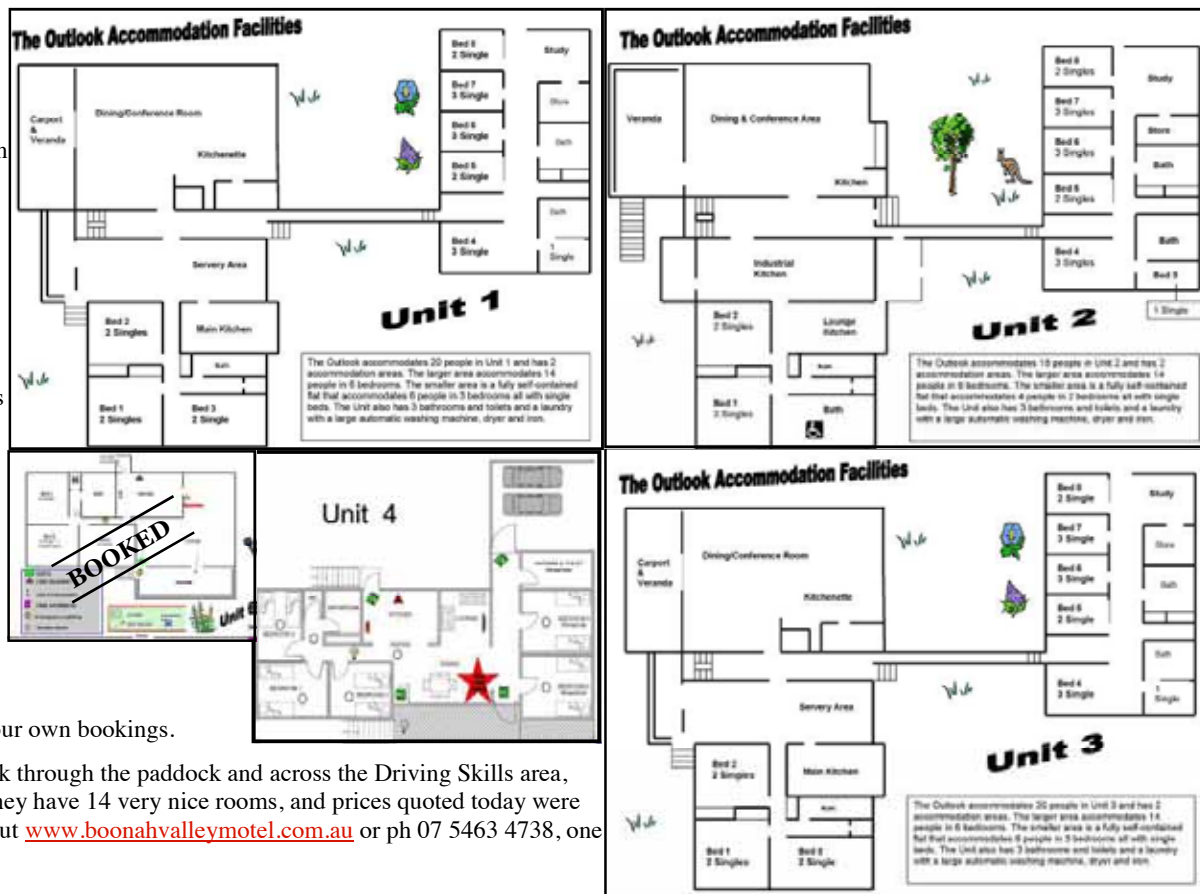 The Outlook Accommodation Facilities
Carport
&
Veranda
Dining/Conference Room
Kitchenette
Bed 8
2 Single
Bed 7
3 Single
Bed 6
3 Single
Bed 5
2 Single
Bed 4
3 Single
Study
Store
Bath
Bath
1
Single
Servery Area
Bed 2
2 Singles
Main Kitchen
Bath
Bed 1
2 Singles
Bed 3
2 Single
Unit 1
The Outlook accommodates 20 people in Unit 1 and has 2
accommodation areas. The larger area accommodates 14
people in 6 bedrooms. The smaller area is a fully self-contained
flat that accommodates 6 people in 3 bedrooms all with single
beds. The Unit also has 3 bathrooms and toilets and a laundry
with a large automatic washing machine, dryer and iron.
The Outlook Accommodation Facilities
Veranda
Dining & Conference Area
Kitchen
Bed 8
2 Singles
Bed 7
3 Singles
Bed 6
3 Singles
Bed 5
2 Singles
Bed 4
3 Singles
Study
Store
Bath
Bath
Bed 3
1 Single
Industrial
Kitchen
Bed 2
2 Singles
Lounge
Kitchen
Bed 1
Singles
Bath
Unit 2
The Outlook accommodates 18 people in Unit 2 and has 2
accommodation areas. The larger area accommodates 14
people in 6 bedrooms. The smaller area is a fully self-contained
flat that accommodates 4 people in 2 bedrooms all with single
beds. The Unit also has 3 bathrooms and toilets and a laundry
with a large automatic washing machine, dryer and iron.
BOOKED
Unit 6
Unit 4
The Outlook Accommodation Facilities
Carport
&
Veranda
Dining/Conference Room
Kitchenette
Bed 8
2 Single
Bed 7
3 Single
Bed 6
3 Single
Bed 5
2 Single
Bed 4
3 Single
Study
Store
Bath
Bath
1
Single
Servery Area
Bed 2
2 Singles
Main Kitchen
Bed 1
2 Singles
2 Single
Unit 3
The Outlook accommodates 20 people in Unit 3 and has 2
accommodation areas. The larger area accommodates 14
people in 6 bedrooms. The smaller area is a fully self-contained
flat that accommodates 6 people in 3 bedrooms all with single
beds. The Unit also has 3 bathrooms and toilets and a laundry
with a large automatic washing machine, dryer and iron.
our own bookings.
k through the paddock and across the Driving Skills area,
hey have 14 very nice rooms, and prices quoted today were
ut www.boonahvalleymotel.com.au or ph 07 5463 4738, one